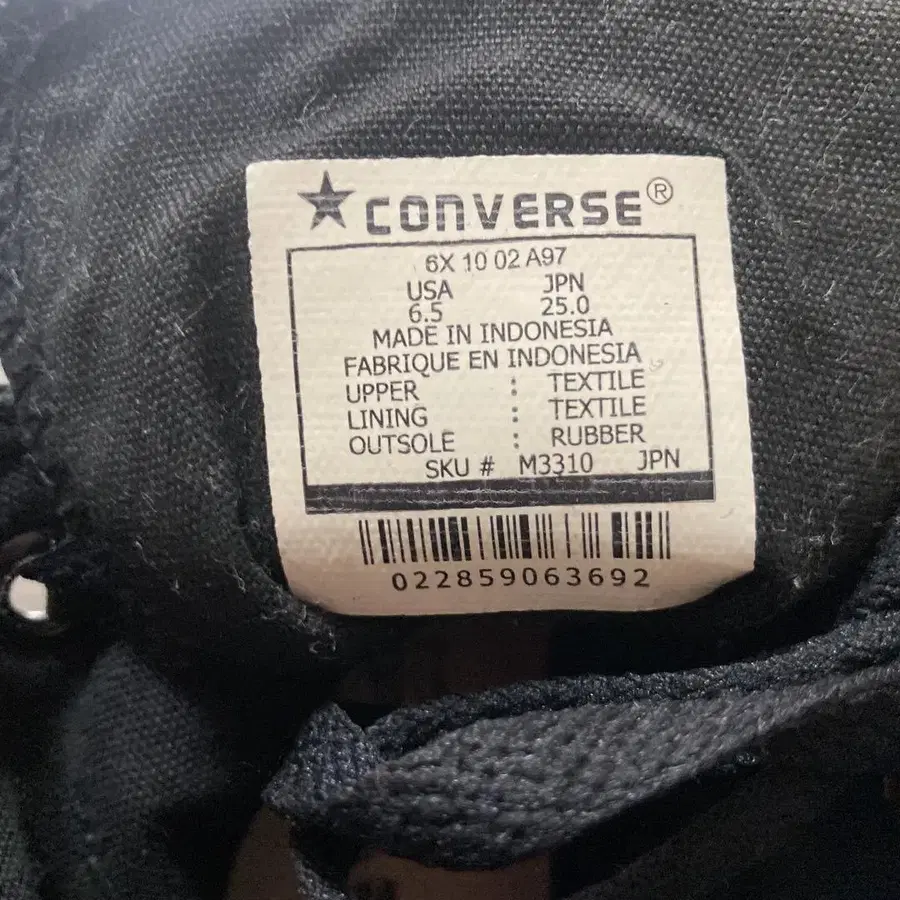 CONVERSE®
6X 10 02 A97
USA JPN
6.5 25.0
MADE IN INDONESIA
FABRIQUE EN INDONESIA
UPPER : TEXTILE
LINING : TEXTILE
OUTSOLE : RUBBER
SKU # M3310 JPN
022859063692